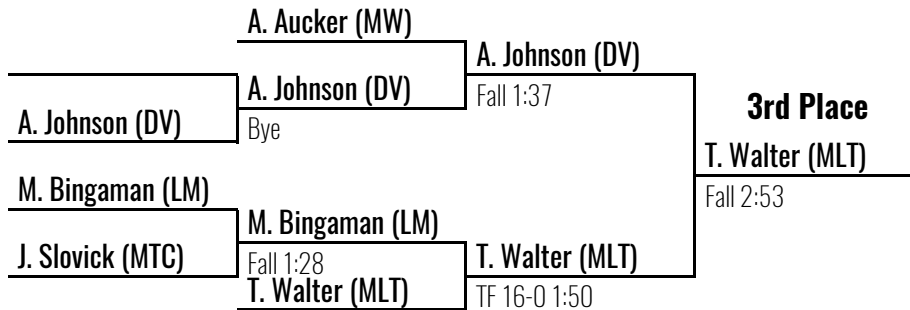 A. Aucker (MW)
A. Johnson (DV)
A. Johnson (DV)
Fall 1:37
3rd Place
A. Johnson (DV)
Bye
T. Walter (MLT)
M. Bingaman (LM)
Fall 2:53
M. Bingaman (LM)
J. Slovick (MTC)
Fall 1:28
T. Walter (MLT)
T. Walter (MLT)
TF 16-0 1:50